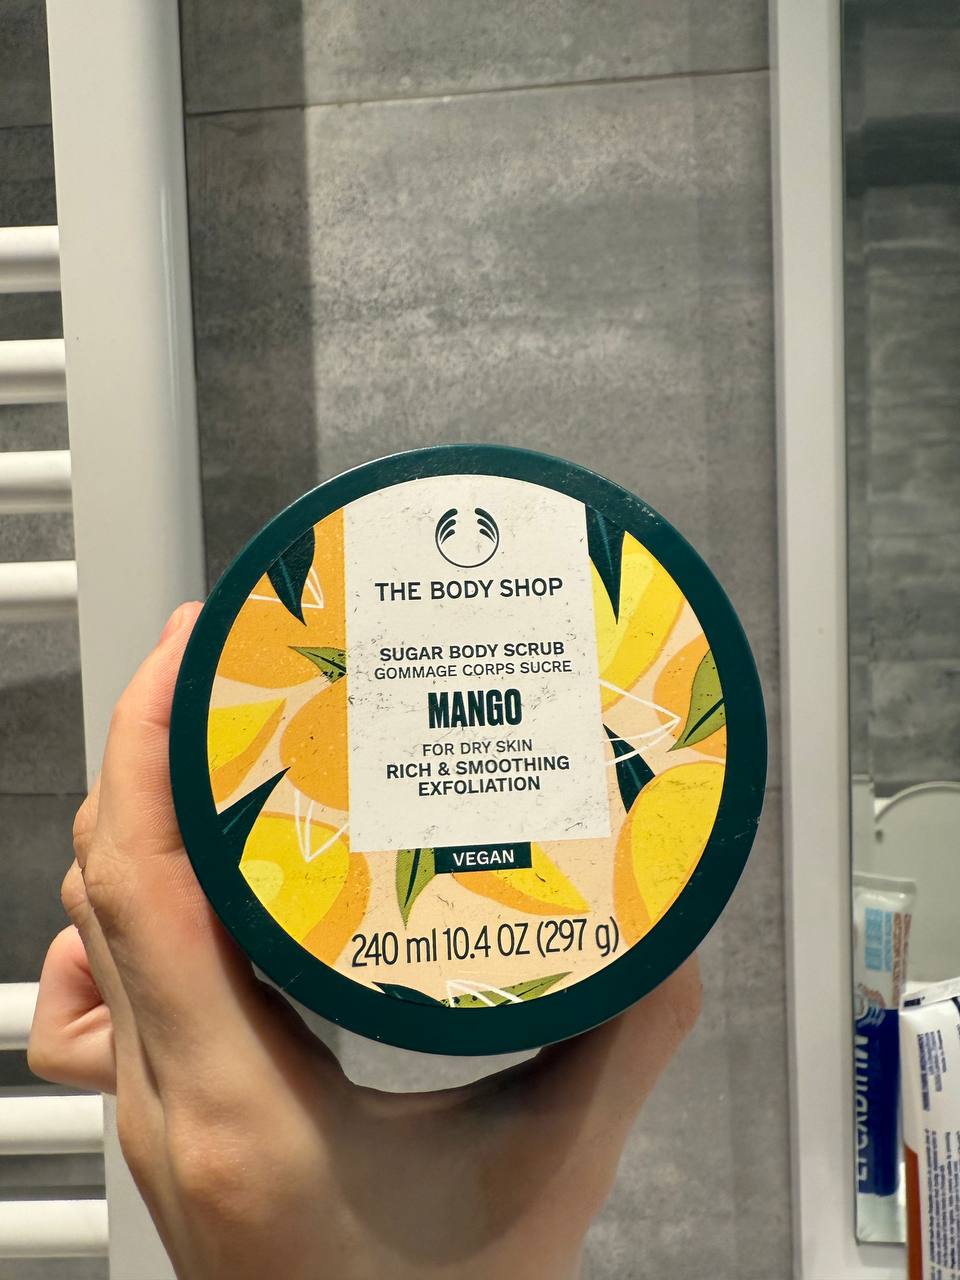 THE BODY SHOP
SUGAR BODY SCRUB
GOMMAGE CORPS SUCRE
MANGO
FOR DRY SKIN
RICH & SMOOTHING
EXFOLIATION
VEGAN
240 ml 10.4 OZ (297 g)